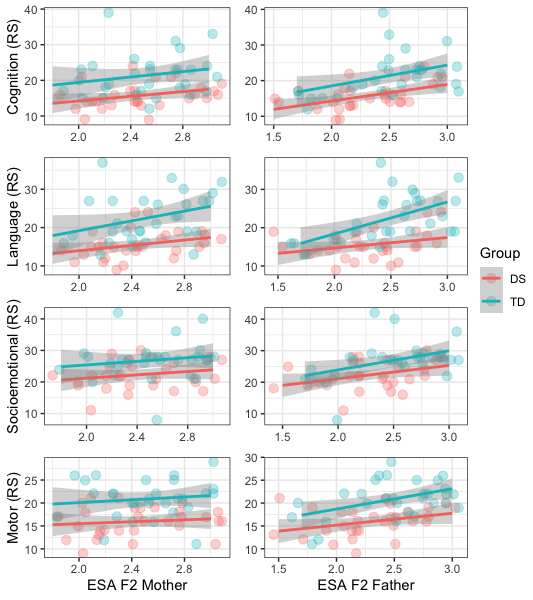 Cognition (RS)
40
30
20
10
2.0 2.4 2.8
40
30
20
10
1.5 2.0 2.5 3.0
Language (RS)
30
20
10
2.0 2.4 2.8
30
20
10
1.5 2.0 2.5 3.0
Group
DS
TD
Socioemotional (RS)
40
30
20
10
2.0 2.4 2.8
40
30
20
10
1.5 2.0 2.5 3.0
Motor (RS)
25
20
15
10
2.0 2.4 2.8
ESA F2 Mother
30
25
20
15
10
1.5 2.0 2.5 3.0
ESA F2 Father